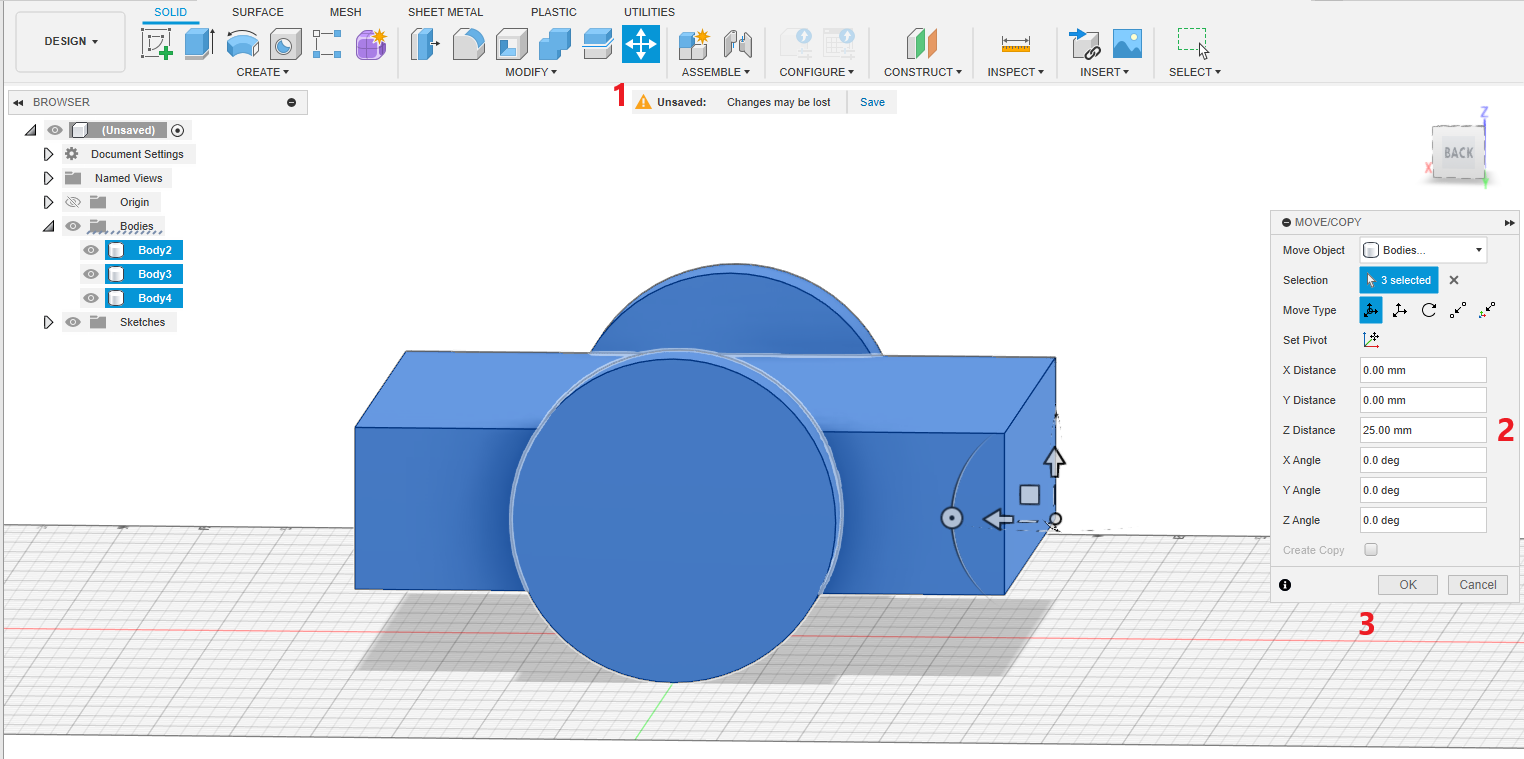 SOLID SURFACE MESH SHEET METAL PLASTIC UTILITIES
DESIGN ▾
CREATE ▾ MODIFY ▾ ASSEMBLE ▾ CONFIGURE ▾ CONSTRUCT ▾ INSPECT ▾ INSERT ▾ SELECT ▾
1
Unsaved: Changes may be lost Save
BROWSER
(Unsaved)
Document Settings
Named Views
Origin
Bodies
Body2
Body3
Body4
Sketches
Z
BACK
X
Y
MOVE/COPY
Move Object Bodies...
Selection 3 selected
Move Type
Set Pivot
X Distance 0.00 mm
Y Distance 0.00 mm
Z Distance 25.00 mm
2
X Angle 0.0 deg
Y Angle 0.0 deg
Z Angle 0.0 deg
Create Copy
OK Cancel
3